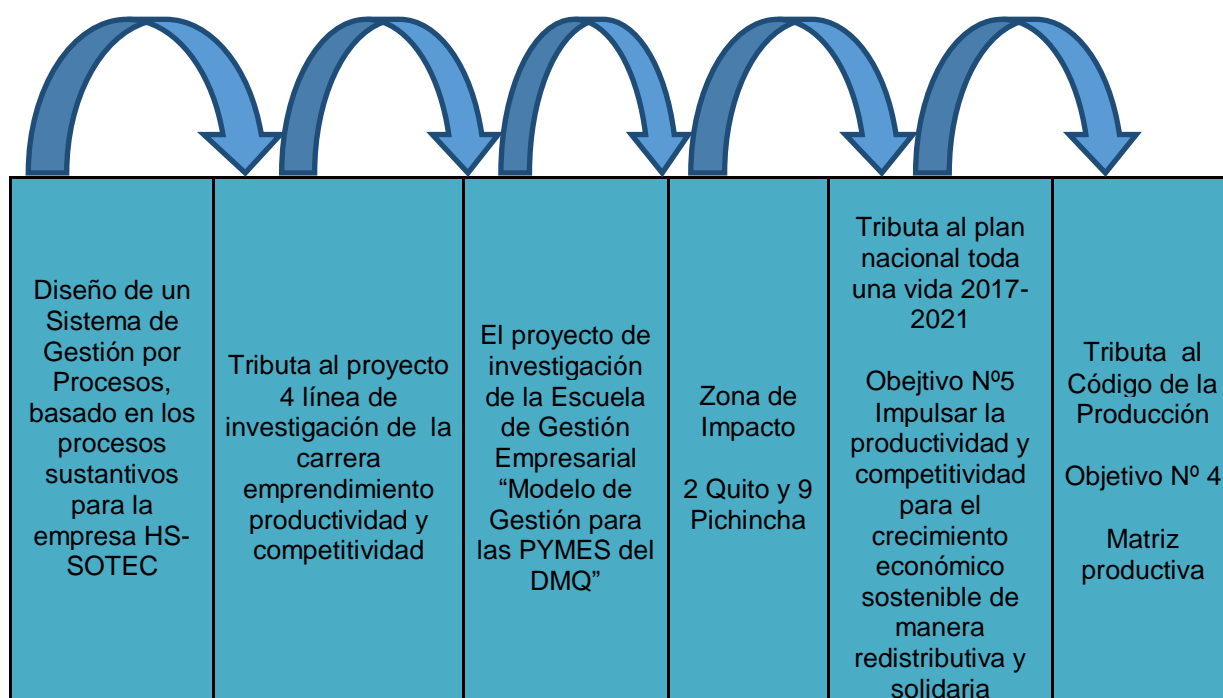 Diseño de un
Sistema de
Gestión por
Procesos,
basado en los
procesos
sustantivos
para la
empresa HS-
SOTEC
Tributa al proyecto
4 línea de
investigación de la
carrera
emprendimiento
productividad y
competitividad
El proyecto de
investigación
de la Escuela
de Gestión
Empresarial
“Modelo de
Gestión para
las PYMES del
DMQ”
Zona de
Impacto
2 Quito y 9
Pichincha
Tributa al plan
nacional toda
una vida 2017-
2021
Obejtivo Nº5
Impulsar la
productividad y
competitividad
para el
crecimiento
económico
sostenible de
manera
redistributiva y
solidaria
Tributa al
Código de la
Producción
Objetivo Nº 4
Matriz
productiva